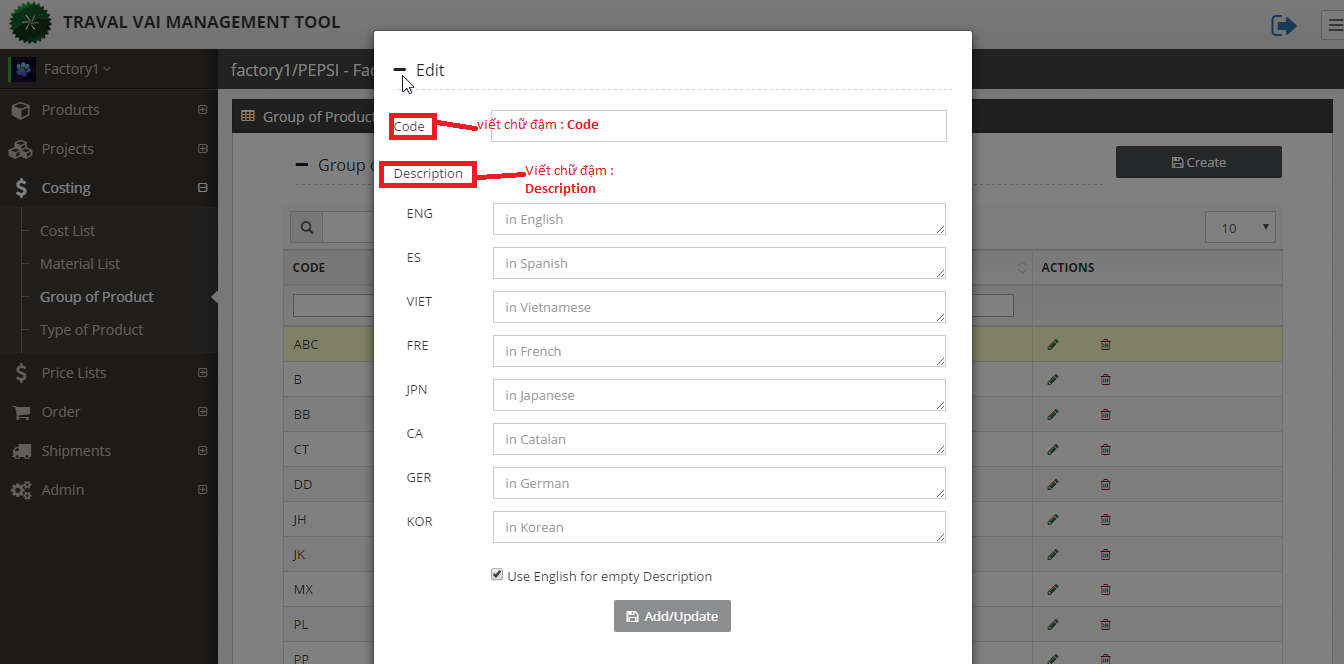 TRAVAL VAI MANAGEMENT TOOL
Factory1
factory1/PEPSI - Fac
Products
Projects
Costing
Cost List
Material List
Group of Product
Type of Product
Price Lists
Order
Shipments
Admin
Group of Product
Group o
Create
10
CODE
ACTIONS
ABC
B
BB
CT
DD
JH
JK
MX
PL
PP
Edit
Code
viết chữ đậm : Code
Description
Viết chữ đậm :
Description
ENG
in English
ES
in Spanish
VIET
in Vietnamese
FRE
in French
JPN
in Japanese
CA
in Catalan
GER
in German
KOR
in Korean
Use English for empty Description
Add/Update